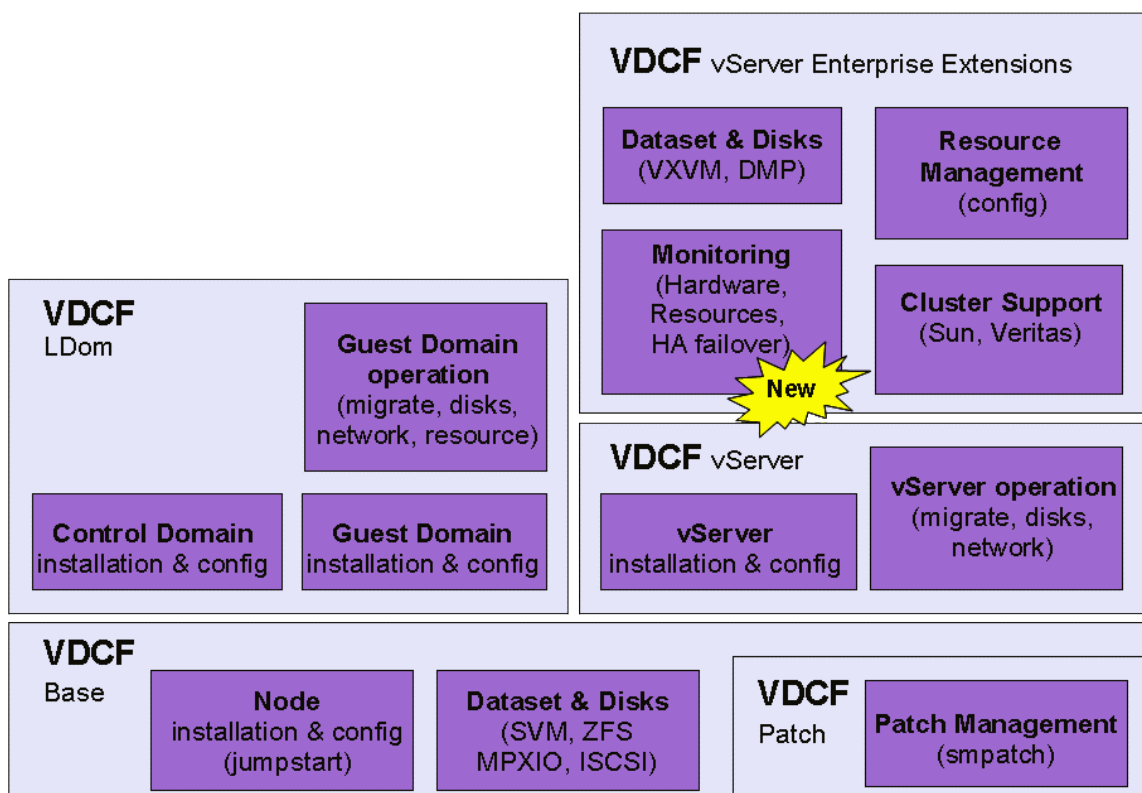 VDCF vServer Enterprise Extensions
Dataset & Disks
(VXVM, DMP)
Resource
Management
(config)
Monitoring
(Hardware,
Resources,
HA failover)
Cluster Support
(Sun, Veritas)
New
VDCF
LDom
Guest Domain
operation
(migrate, disks,
network, resource)
Control Domain
installation & config
Guest Domain
installation & config
VDCF vServer
vServer
installation & config
vServer operation
(migrate, disks,
network)
VDCF
Base
Node
installation & config
(jumpstart)
Dataset & Disks
(SVM, ZFS
MPXIO, ISCSI)
VDCF
Patch
Patch Management
(smpatch)